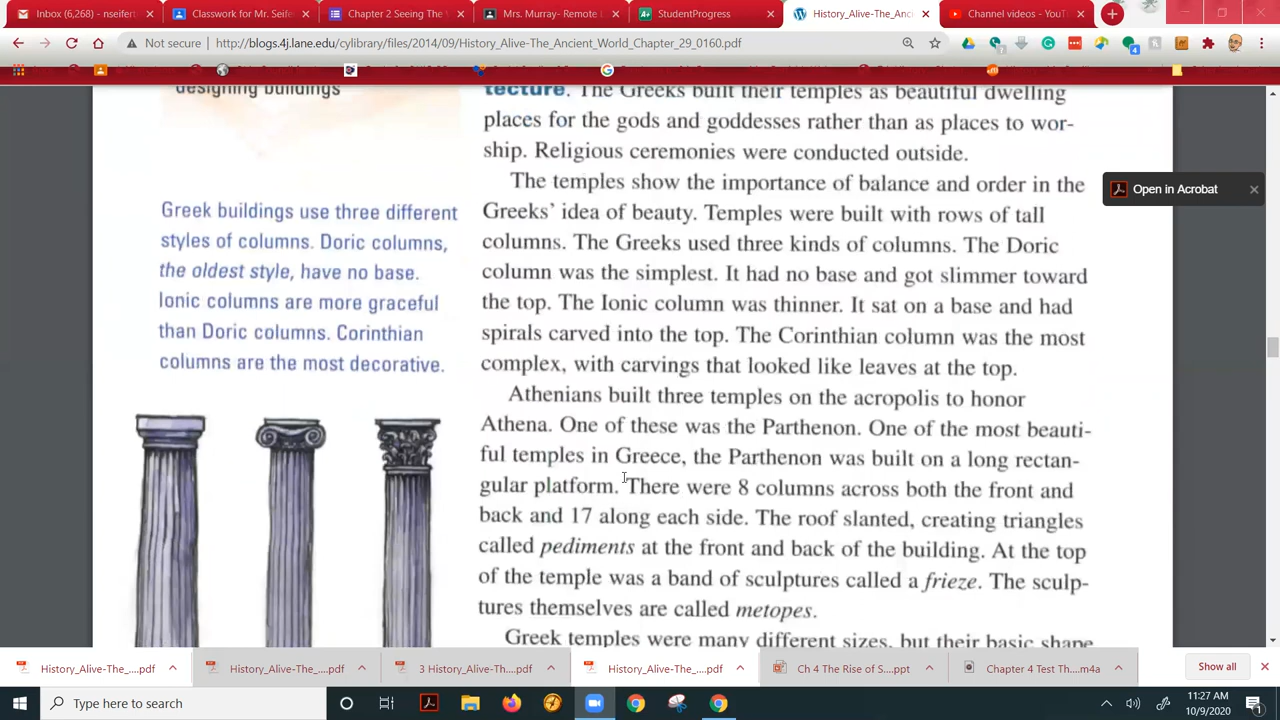 Inbox (6,268) - nseifert
Classwork for Mr. Seife
Chapter 2 Seeing The
Mrs. Murray- Remote L
StudentProgress
History_Alive-The_Anci
Channel videos - YouT
Not secure
http://blogs.4j.lane.edu/cylibrary/files/2014/09/History_Alive-The_Ancient_World_Chapter_29_0160.pdf
designing buildings
Greek buildings use three different
styles of columns. Doric columns,
the oldest style, have no base.
Ionic columns are more graceful
than Doric columns. Corinthian
columns are the most decorative.
tecture. The Greeks built their temples as beautiful dwelling
places for the gods and goddesses rather than as places to wor-
ship. Religious ceremonies were conducted outside.
The temples show the importance of balance and order in the
Greeks' idea of beauty. Temples were built with rows of tall
columns. The Greeks used three kinds of columns. The Doric
column was the simplest. It had no base and got slimmer toward
the top. The Ionic column was thinner. It sat on a base and had
spirals carved into the top. The Corinthian column was the most
complex, with carvings that looked like leaves at the top.
Athenians built three temples on the acropolis to honor
Athena. One of these was the Parthenon. One of the most beauti-
ful temples in Greece, the Parthenon was built on a long rectan-
gular platform. There were 8 columns across both the front and
back and 17 along each side. The roof slanted, creating triangles
called pediments at the front and back of the building. At the top
of the temple was a band of sculptures called a frieze. The sculp-
tures themselves are called metopes.
Greek temples were many different sizes, but their basic shape
Open in Acrobat
History_Alive-The_....pdf
History_Alive-The_....pdf
3 History_Alive-Th....pdf
History_Alive-The_....pdf
Ch 4 The Rise of S....ppt
Chapter 4 Test Th....m4a
Show all
Type here to search
11:27 AM
10/9/2020